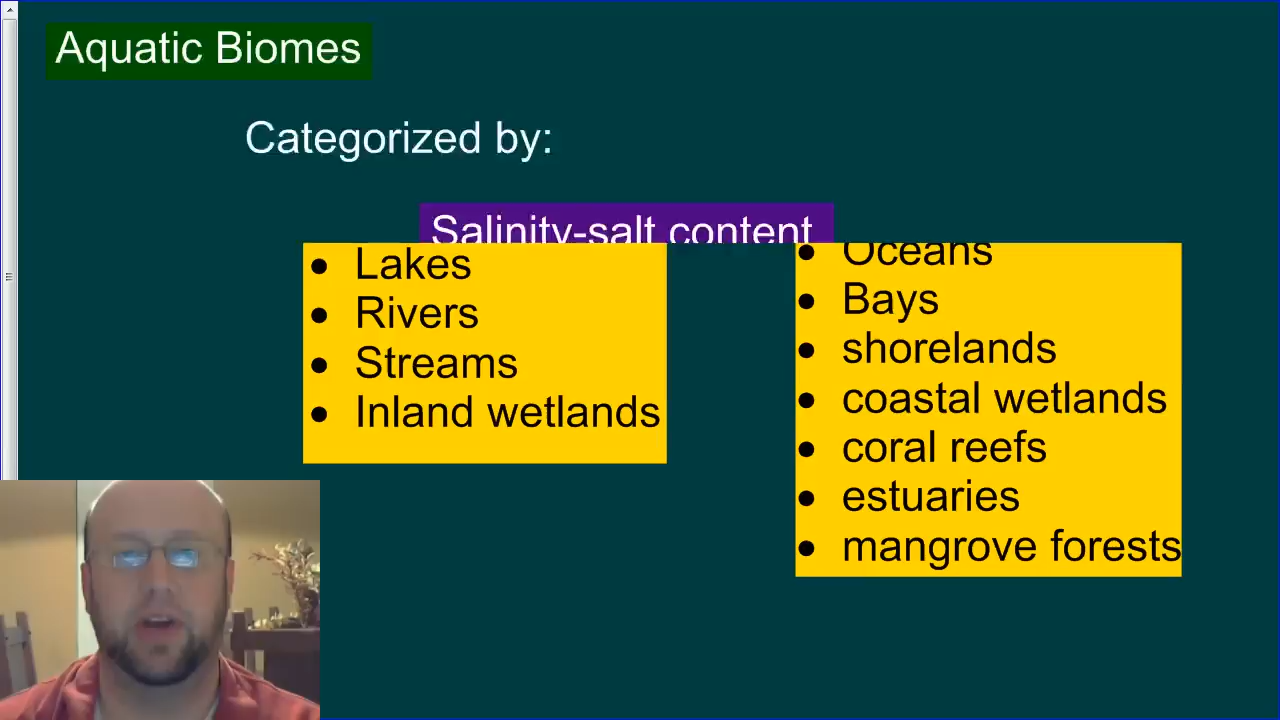 Aquatic Biomes
Categorized by:
Salinity-salt content
• Lakes
• Rivers
• Streams
• Inland wetlands
• Oceans
• Bays
• shorelands
• coastal wetlands
• coral reefs
• estuaries
• mangrove forests